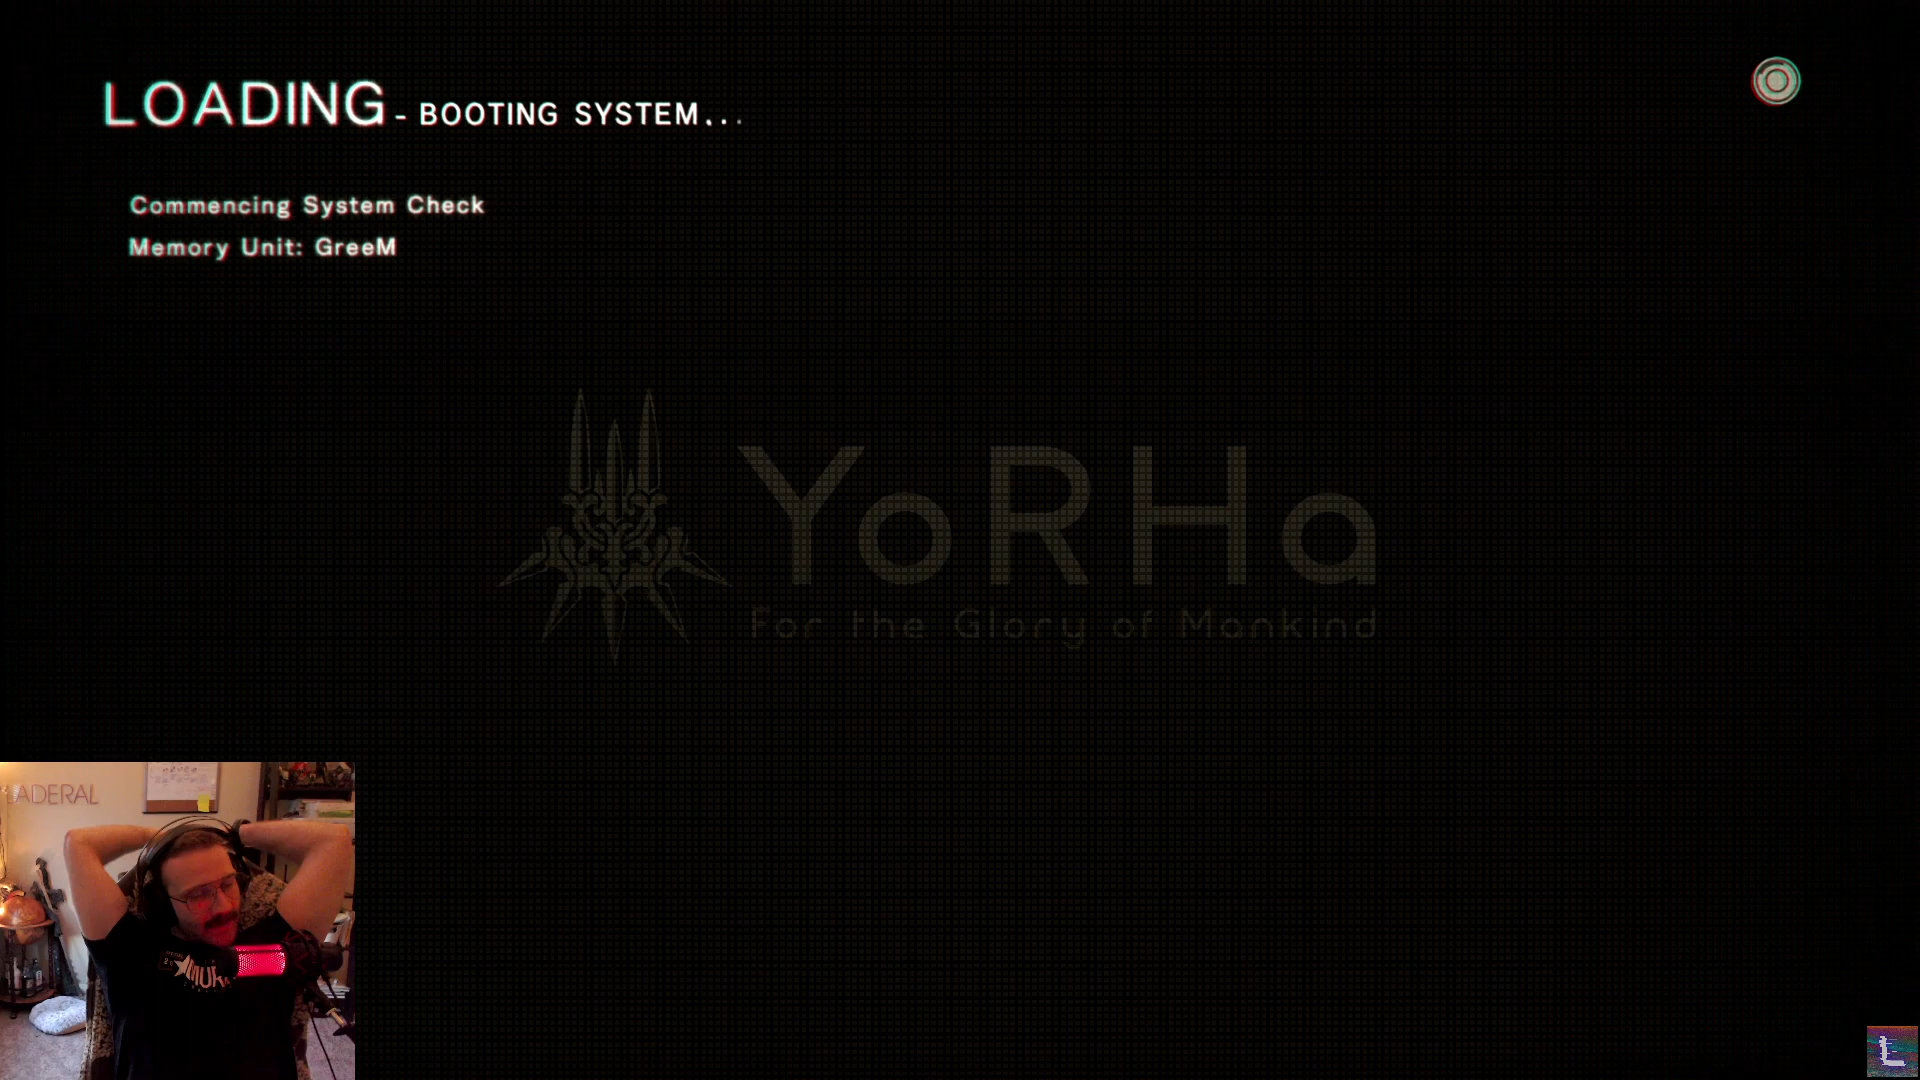 LOADING - BOOTING SYSTEM...
Commencing System Check
Memory Unit: GreeM
YoRHa
For the Glory of Mankind
ADERAL
L